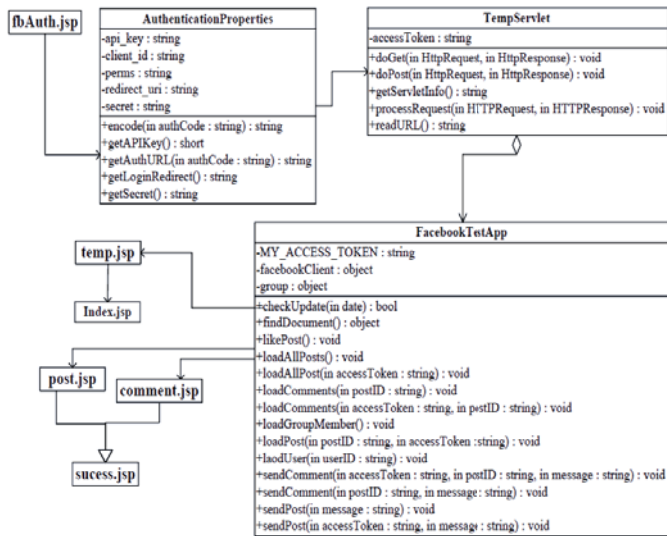 fbAuth.jsp
AuthenticationProperties
-api_key : string
-client_id : string
-perms : string
-redirect_uri : string
-secret : string
+encode(in authCode : string) : string
+getAPIKey() : short
+getAuthURL(in authCode : string) : string
+getLoginRedirect() : string
+getSecret() : string
TempServlet
-accessToken : string
+doGet(in HttpRequest, in HttpResponse) : void
+doPost(in HttpRequest, in HttpResponse) : void
+getServletInfo() : string
+processRequest(in HTTPRequest, in HTTPResponse) : void
+readURL() : string
FacebookTestApp
-MY_ACCESS_TOKEN : string
-facebookClient : object
-group : object
+checkUpdate(in date) : bool
+findDocument() : object
+likePost() : void
+loadAllPosts() : void
+loadAllPost(in accessToken : string) : void
+loadComments(in postID : string) : void
+loadComments(in accessToken : string, in postID : string) : void
+loadGroupMember() : void
+loadPost(in postID : string, in accessToken : string) : void
+laodUser(in userID : string) : void
+sendComment(in accessToken : string, in postID : string, in message : string) : void
+sendComment(in postID : string, in message : string) : void
+sendPost(in message : string) : void
+sendPost(in accessToken : string, in message : string) : void
temp.jsp
Index.jsp
post.jsp
comment.jsp
sucess.jsp